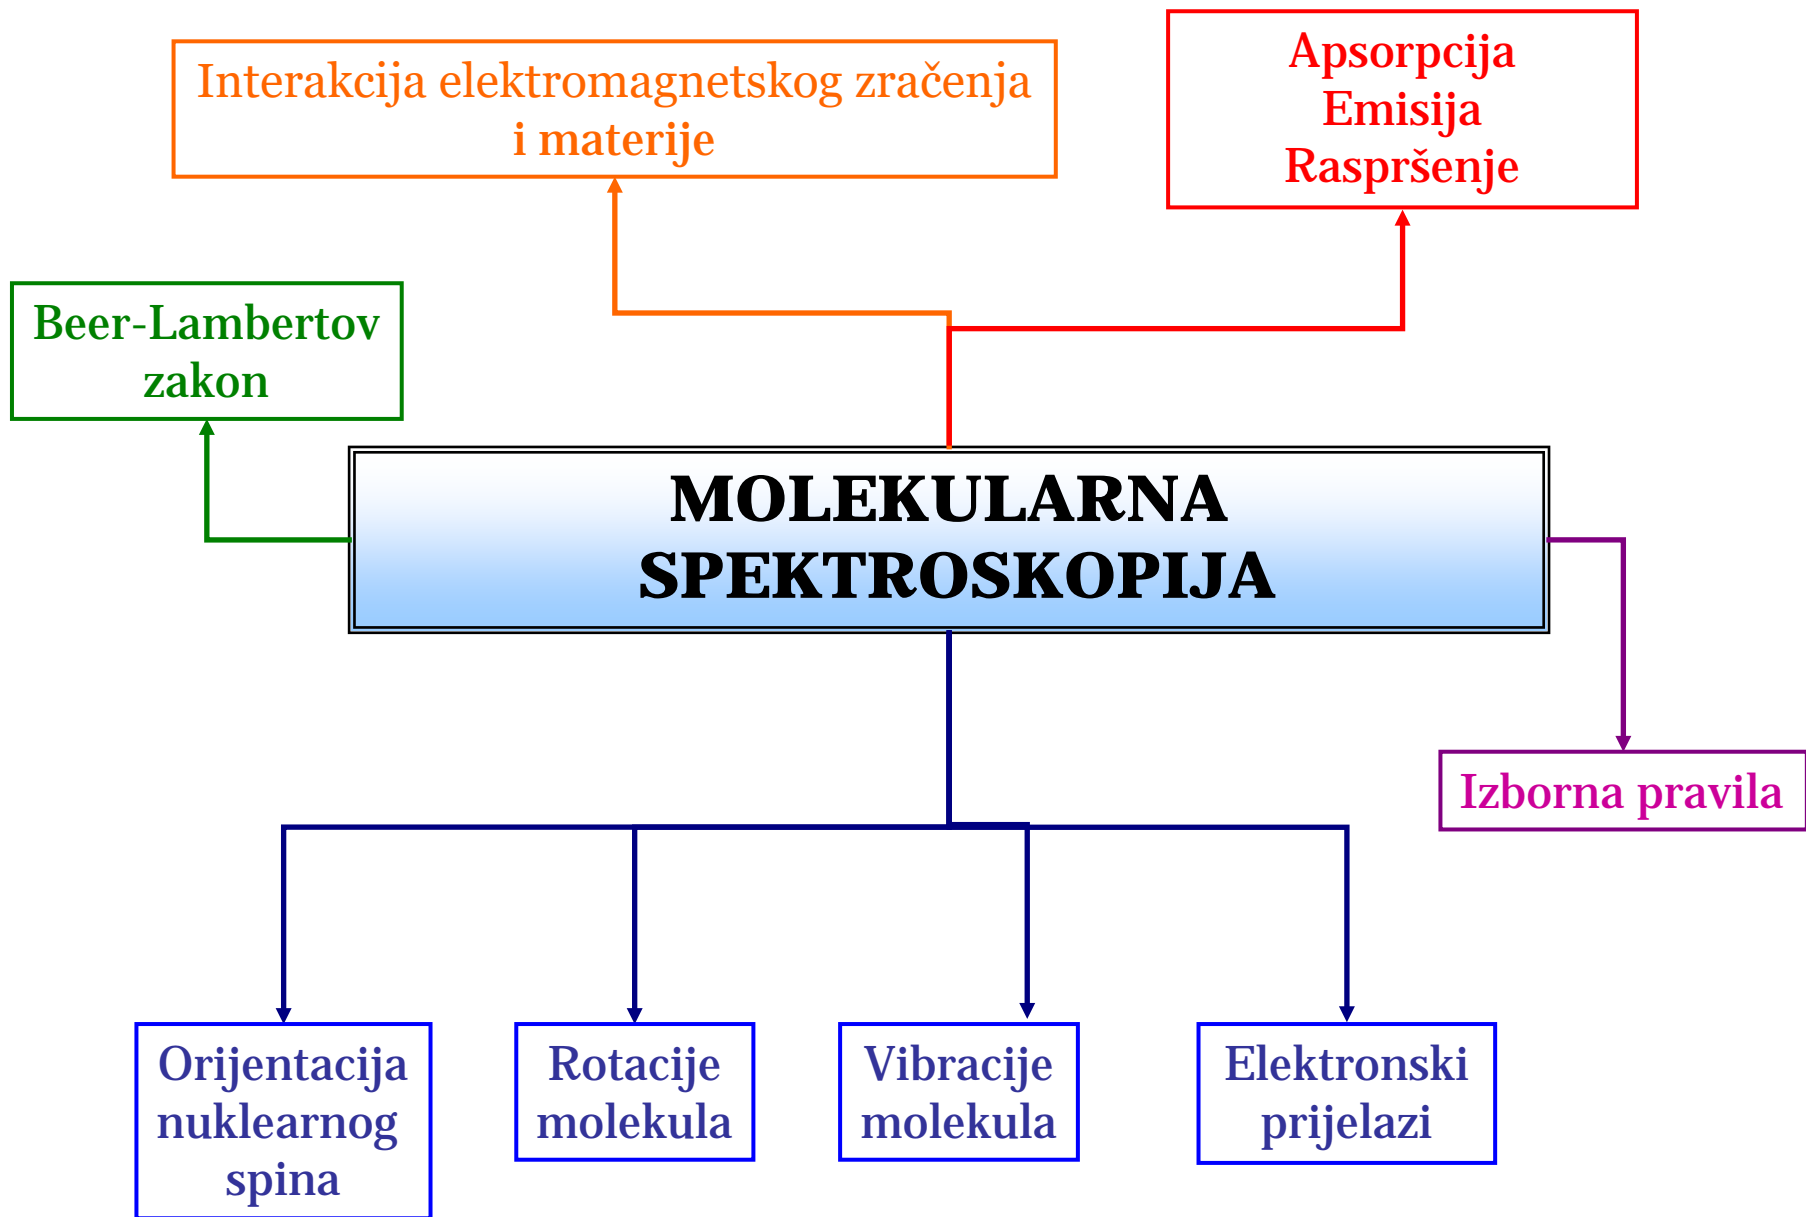 Interakcija elektromagnetskog zračenja
i materije
Apsorpcija
Emisija
Raspršenje
Beer-Lambertov
zakon
MOLEKULARNA
SPEKTROSKOPIJA
Izborna pravila
Orijentacija
nuklearnog
spina
Rotacije
molekula
Vibracije
molekula
Elektronski
prijelazi